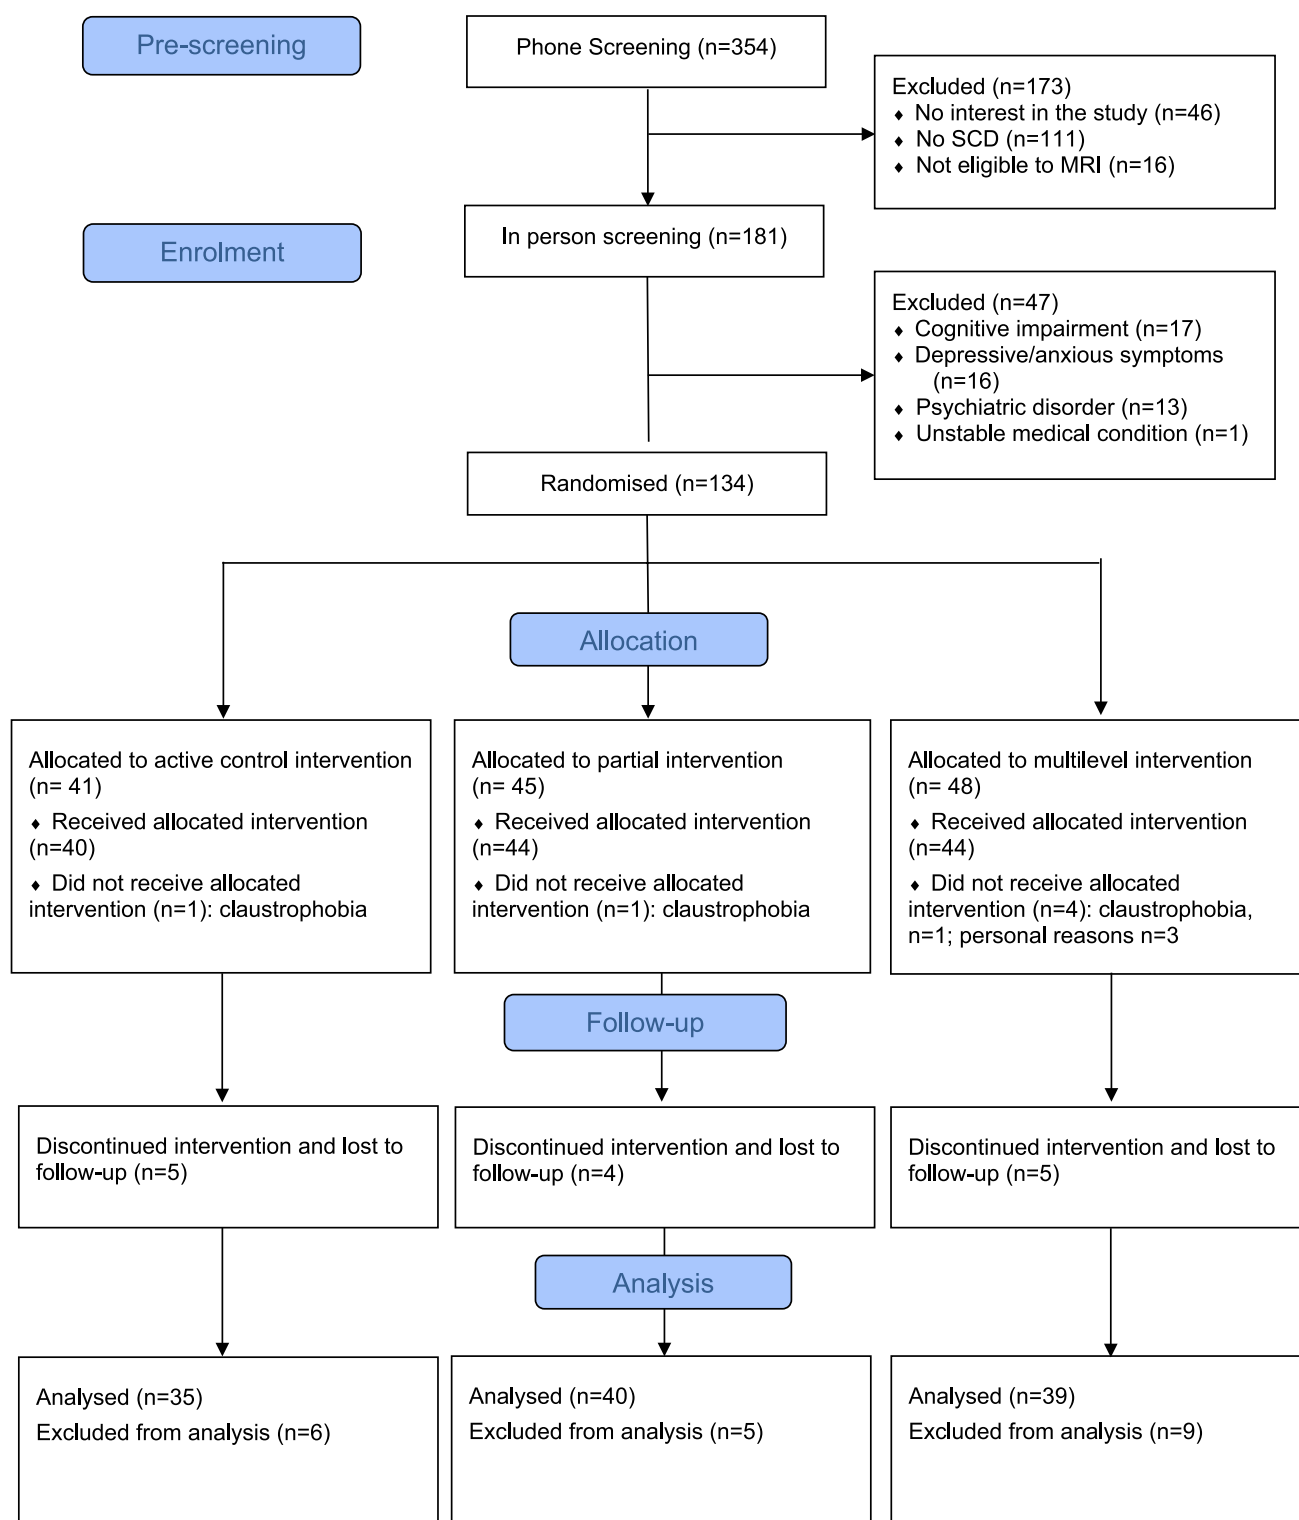 Pre-screening
Phone Screening (n=354)
Excluded (n=173)
♦ No interest in the study (n=46)
♦ No SCD (n=111)
♦ Not eligible to MRI (n=16)
Enrolment
In person screening (n=181)
Excluded (n=47)
♦ Cognitive impairment (n=17)
♦ Depressive/anxious symptoms
(n=16)
♦ Psychiatric disorder (n=13)
♦ Unstable medical condition (n=1)
Randomised (n=134)
Allocation
Allocated to active control intervention
(n= 41)
♦ Received allocated intervention
(n=40)
♦ Did not receive allocated
intervention (n=1): claustrophobia
Allocated to partial intervention
(n= 45)
♦ Received allocated intervention
(n=44)
♦ Did not receive allocated
intervention (n=1): claustrophobia
Allocated to multilevel intervention
(n= 48)
♦ Received allocated intervention
(n=44)
♦ Did not receive allocated
intervention (n=4): claustrophobia,
n=1; personal reasons n=3
Follow-up
Discontinued intervention and lost to
follow-up (n=5)
Discontinued intervention and lost to
follow-up (n=4)
Discontinued intervention and lost to
follow-up (n=5)
Analysis
Analysed (n=35)
Excluded from analysis (n=6)
Analysed (n=40)
Excluded from analysis (n=5)
Analysed (n=39)
Excluded from analysis (n=9)